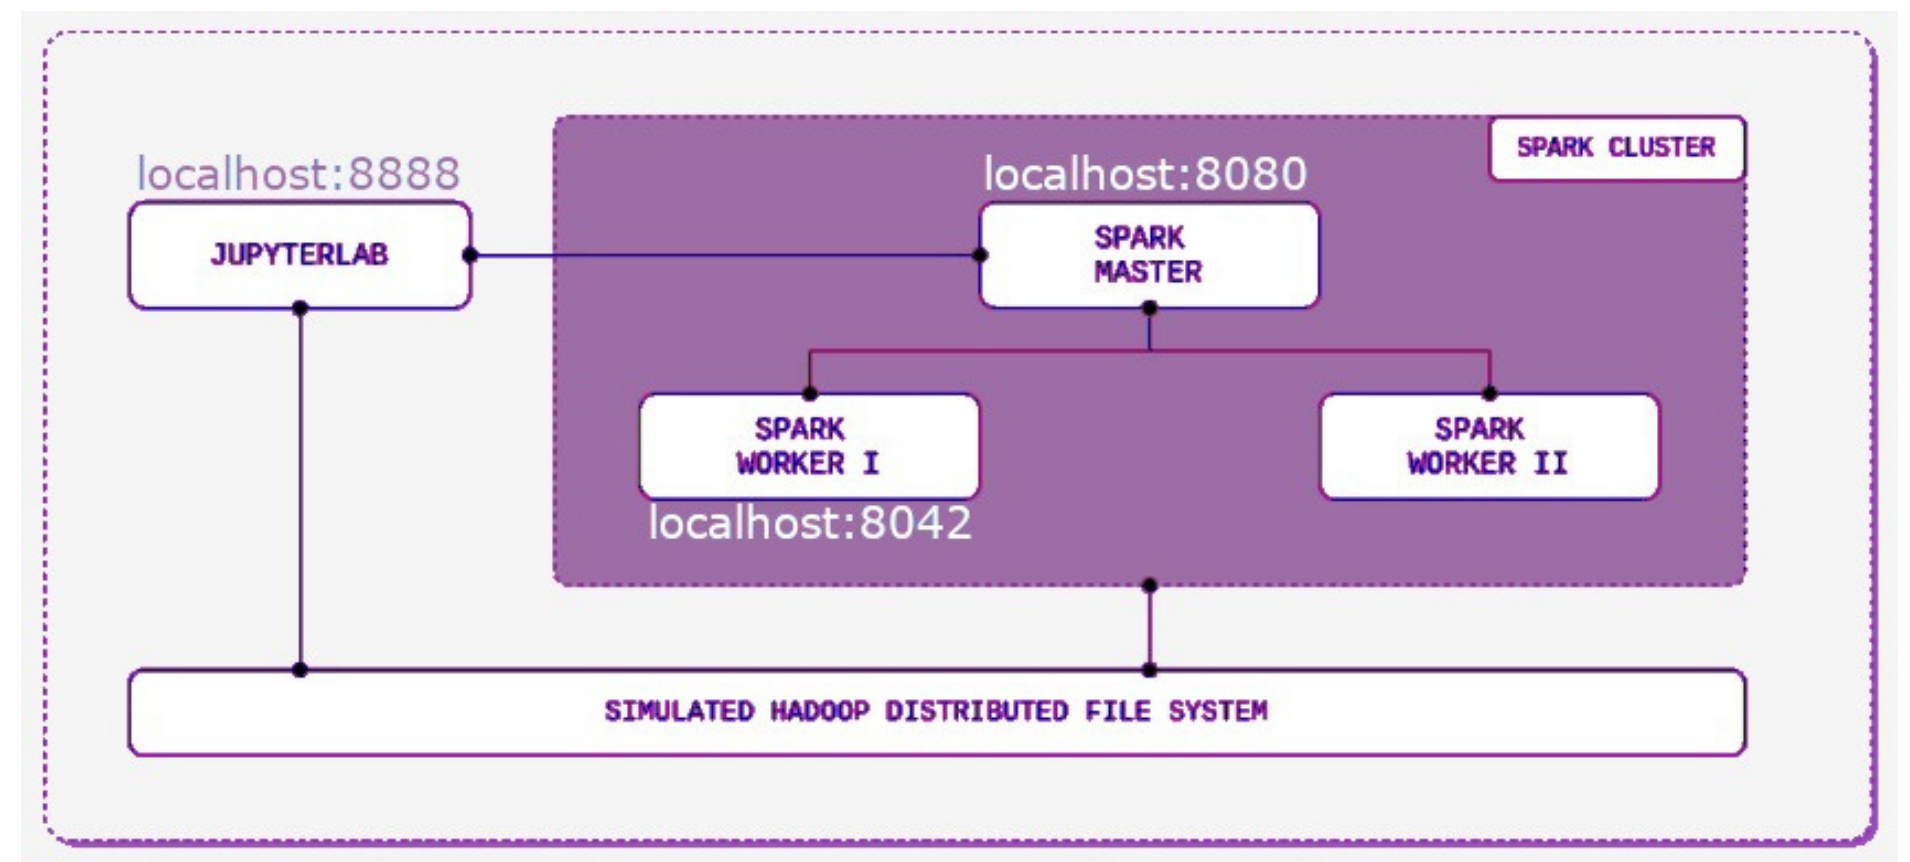 SPARK CLUSTER
localhost:8888
localhost:8080
JUPYTERLAB
SPARK
MASTER
SPARK
WORKER I
SPARK
WORKER II
localhost:8042
SIMULATED HADOOP DISTRIBUTED FILE SYSTEM